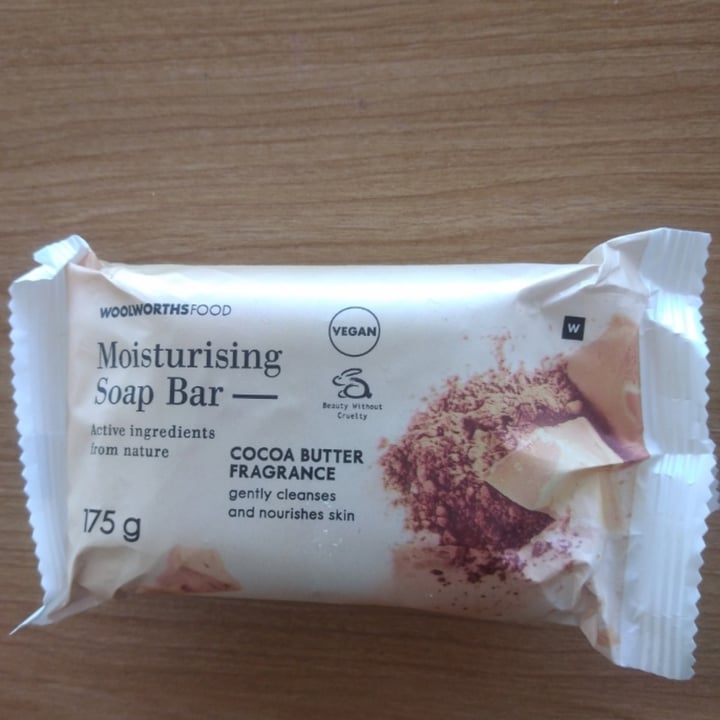 WOOLWORTHSFOOD
Moisturising
Soap Bar —
Active ingredients
from nature
175 g
VEGAN
Beauty Without
Cruelty
COCOA BUTTER
FRAGRANCE
gently cleanses
and nourishes skin
W